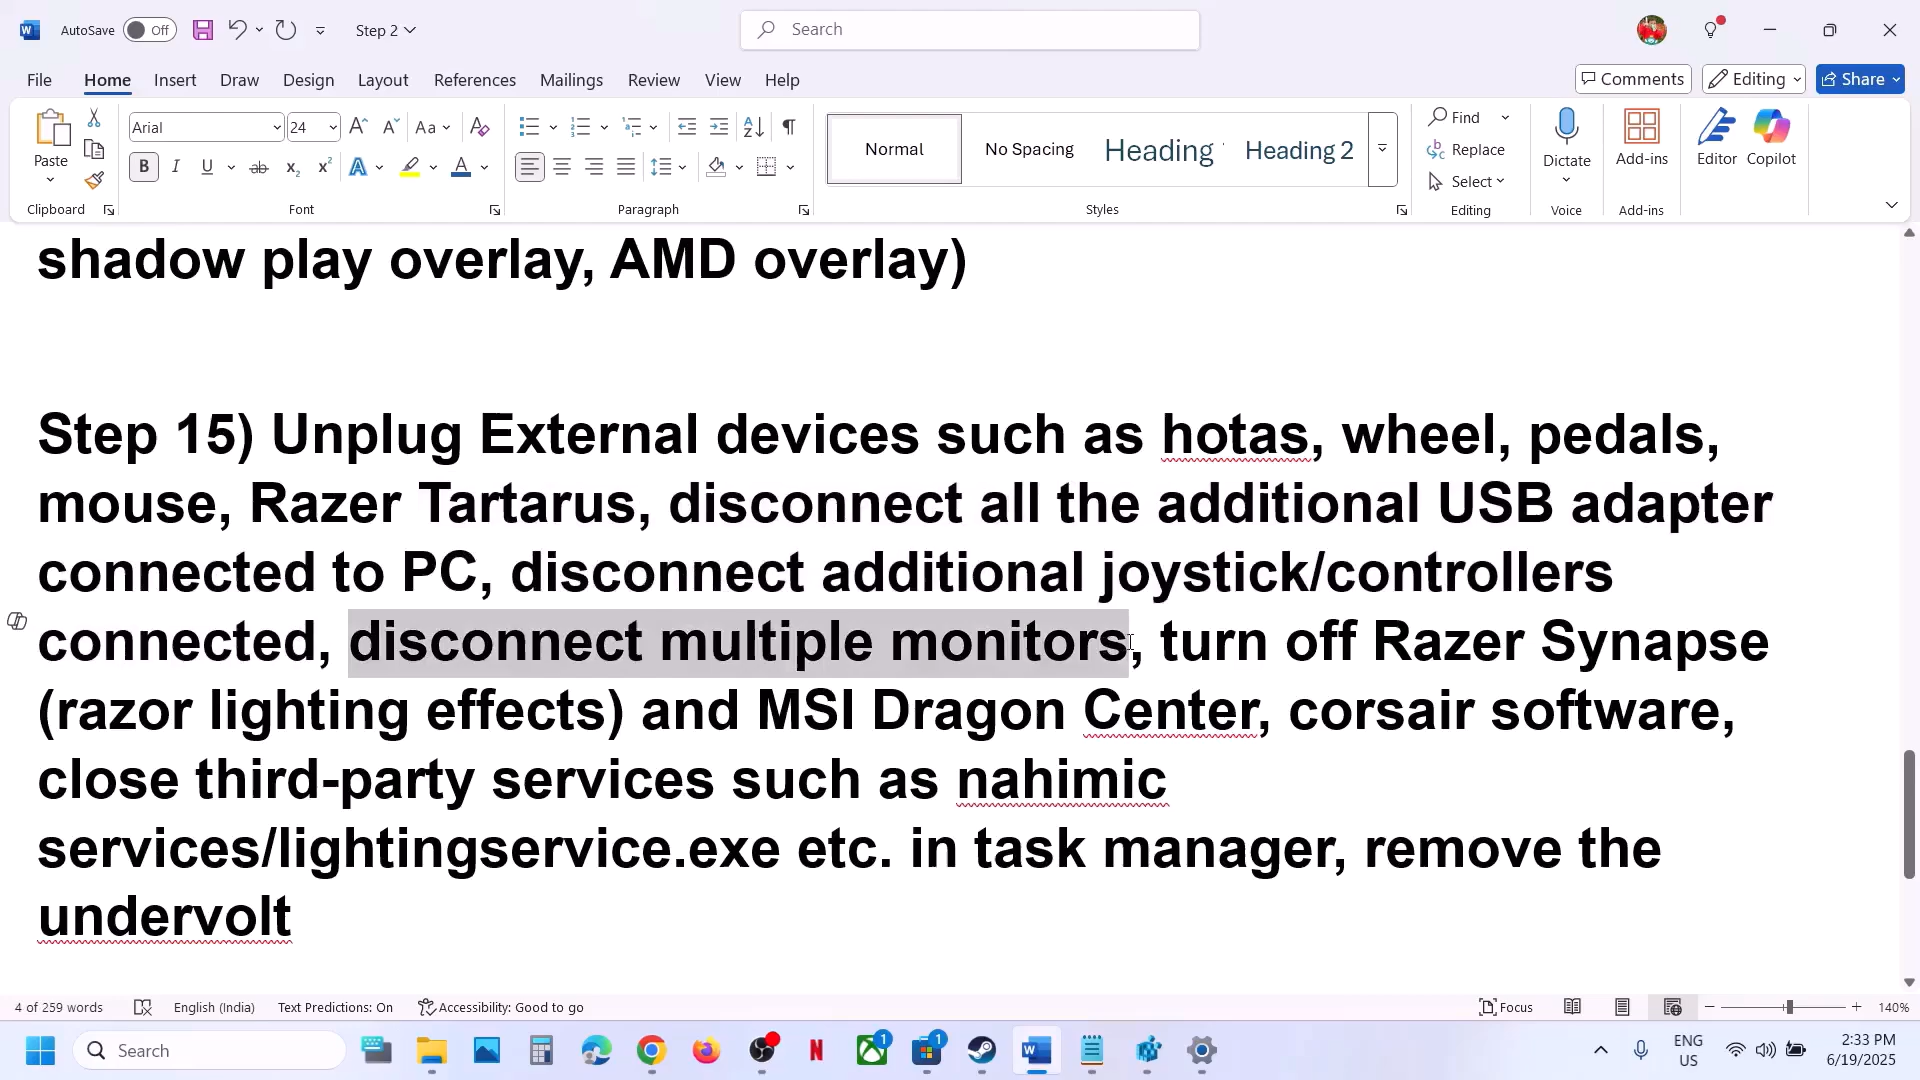 AutoSave
Off
Step 2
Search
File
Home
Insert
Draw
Design
Layout
References
Mailings
Review
View
Help
Comments
Editing
Share
Paste
Clipboard
Arial
24
Font
Paragraph
Normal
No Spacing
Heading
Heading 2
Styles
Find
Replace
Select
Editing
Dictate
Voice
Add-ins
Add-ins
Editor
Copilot
shadow play overlay, AMD overlay)
Step 15) Unplug External devices such as hotas, wheel, pedals,
mouse, Razer Tartarus, disconnect all the additional USB adapter
connected to PC, disconnect additional joystick/controllers
connected, disconnect multiple monitors, turn off Razer Synapse
(razor lighting effects) and MSI Dragon Center, corsair software,
close third-party services such as nahimic
services/lightingservice.exe etc. in task manager, remove the
undervolt
4 of 259 words
English (India)
Text Predictions: On
Accessibility: Good to go
Focus
140%
Search
ENG
US
2:33 PM
6/19/2025